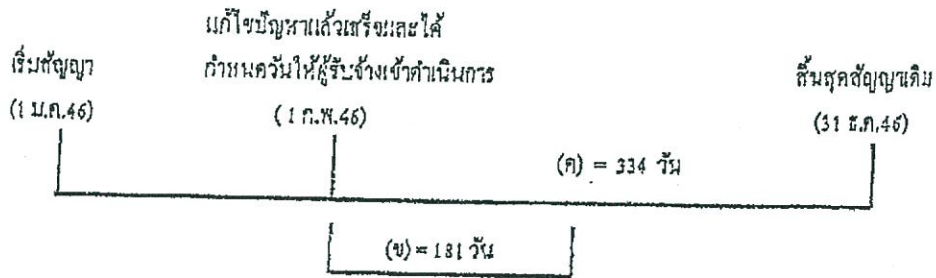 แก้ไขปัญหาแล้วเสร็จและได้
เริ่มสัญญา
กำหนดวันให้ผู้รับจ้างเข้าดำเนินการ
สิ้นสุดสัญญาเดิม
(1 ม.ค.46)
( 1 ก.พ.46)
(31 ธ.ค.46)
(ค) = 334 วัน
(ข) = 181 วัน